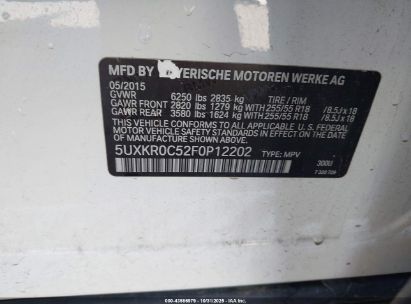 MFD BY BAYERISCHE MOTOREN WERKE AG
05/2015
GVWR 6250 lbs 2835 kg TIRE / RIM
GAWR FRONT 2820 lbs 1279 kg WITH 255/55 R18 / 8.5J x 18
GAWR REAR 3580 lbs 1624 kg WITH 255/55 R18 / 8.5J x 18
THIS VEHICLE CONFORMS TO ALL APPLICABLE U.S. FEDERAL MOTOR
VEHICLE SAFETY STANDARDS IN EFFECT ON THE DATE
OF MANUFACTURE SHOWN ABOVE.
5UXKR0C52F0P12202 TYPE: MPV
300U